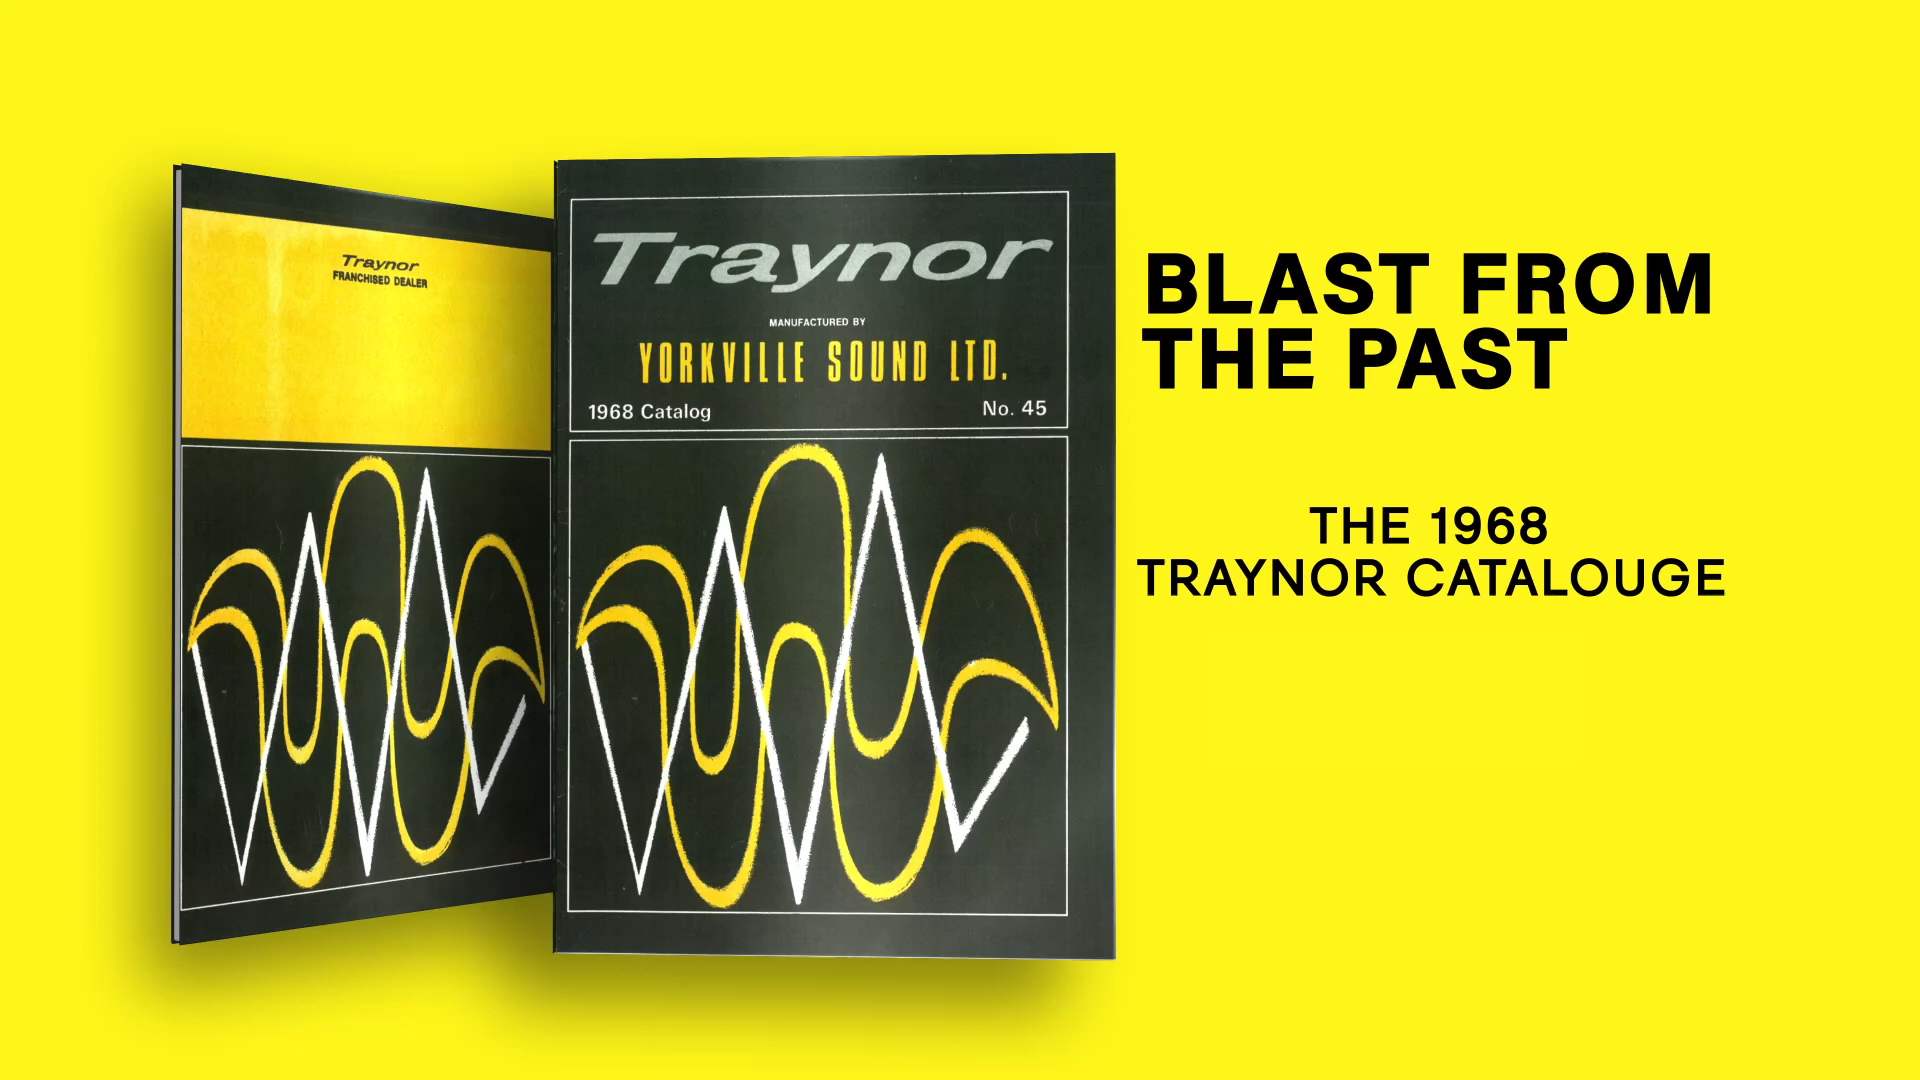 Traynor
FRANCHISED DEALER
Traynor
MANUFACTURED BY
YORKVILLE SOUND LTD.
1968 Catalog
No. 45
BLAST FROM
THE PAST
THE 1968
TRAYNOR CATALOUGE